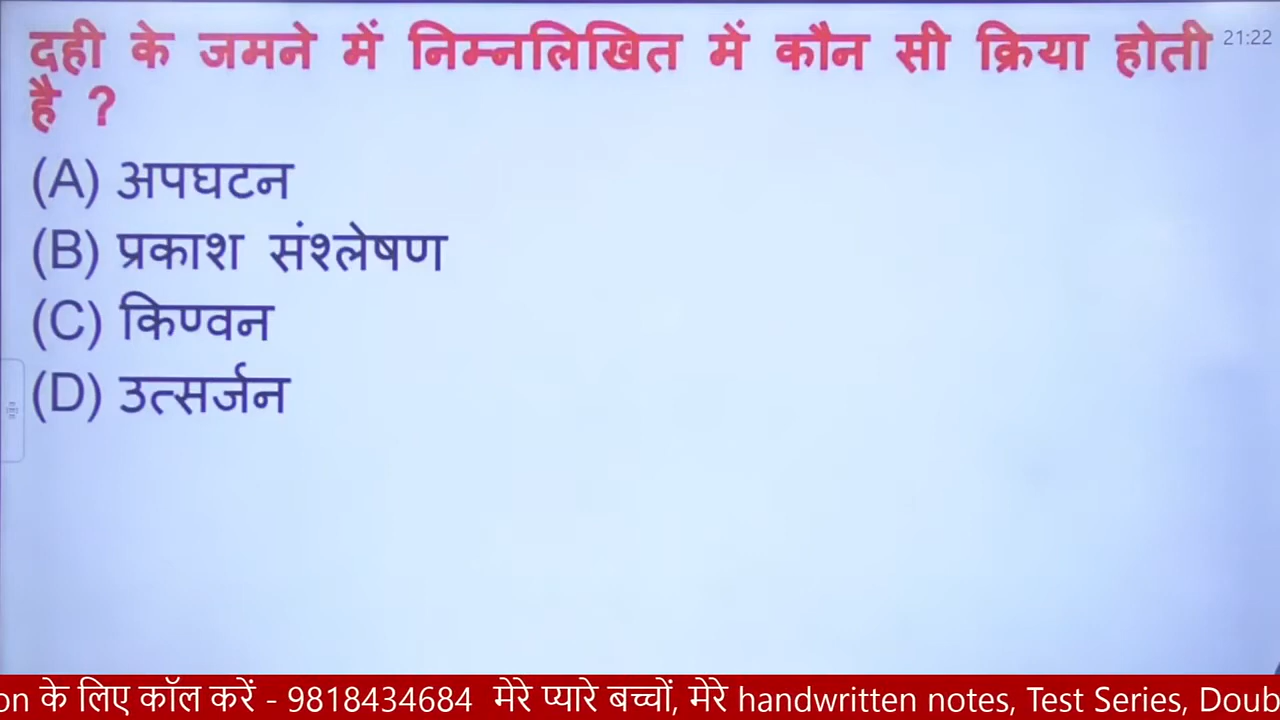 दही के जमने में निम्नलिखित में कौन सी क्रिया होती
21:22
है ?
(A) अपघटन
(B) प्रकाश संश्लेषण
(C) किण्वन
(D) उत्सर्जन
on के लिए कॉल करें - 9818434684 मेरे प्यारे बच्चों, मेरे handwritten notes, Test Series, Doub